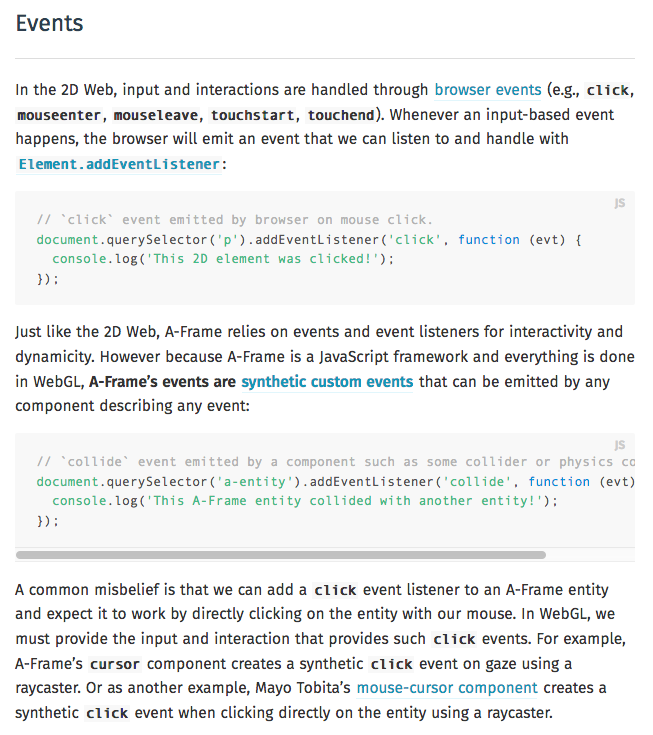 Events
In the 2D Web, input and interactions are handled through browser events (e.g., click,
mouseenter, mouseleave, touchstart, touchend). Whenever an input-based event
happens, the browser will emit an event that we can listen to and handle with
Element.addEventListener:
JS
// `click` event emitted by browser on mouse click.
document.querySelector('p').addEventListener('click', function (evt) {
  console.log('This 2D element was clicked!');
});
Just like the 2D Web, A-Frame relies on events and event listeners for interactivity and
dynamicity. However because A-Frame is a JavaScript framework and everything is done
in WebGL, A-Frame’s events are synthetic custom events that can be emitted by any
component describing any event:
JS
// `collide` event emitted by a component such as some collider or physics co
document.querySelector('a-entity').addEventListener('collide', function (evt)
  console.log('This A-Frame entity collided with another entity!');
});
A common misbelief is that we can add a click event listener to an A-Frame entity
and expect it to work by directly clicking on the entity with our mouse. In WebGL, we
must provide the input and interaction that provides such click events. For example,
A-Frame’s cursor component creates a synthetic click event on gaze using a
raycaster. Or as another example, Mayo Tobita’s mouse-cursor component creates a
synthetic click event when clicking directly on the entity using a raycaster.